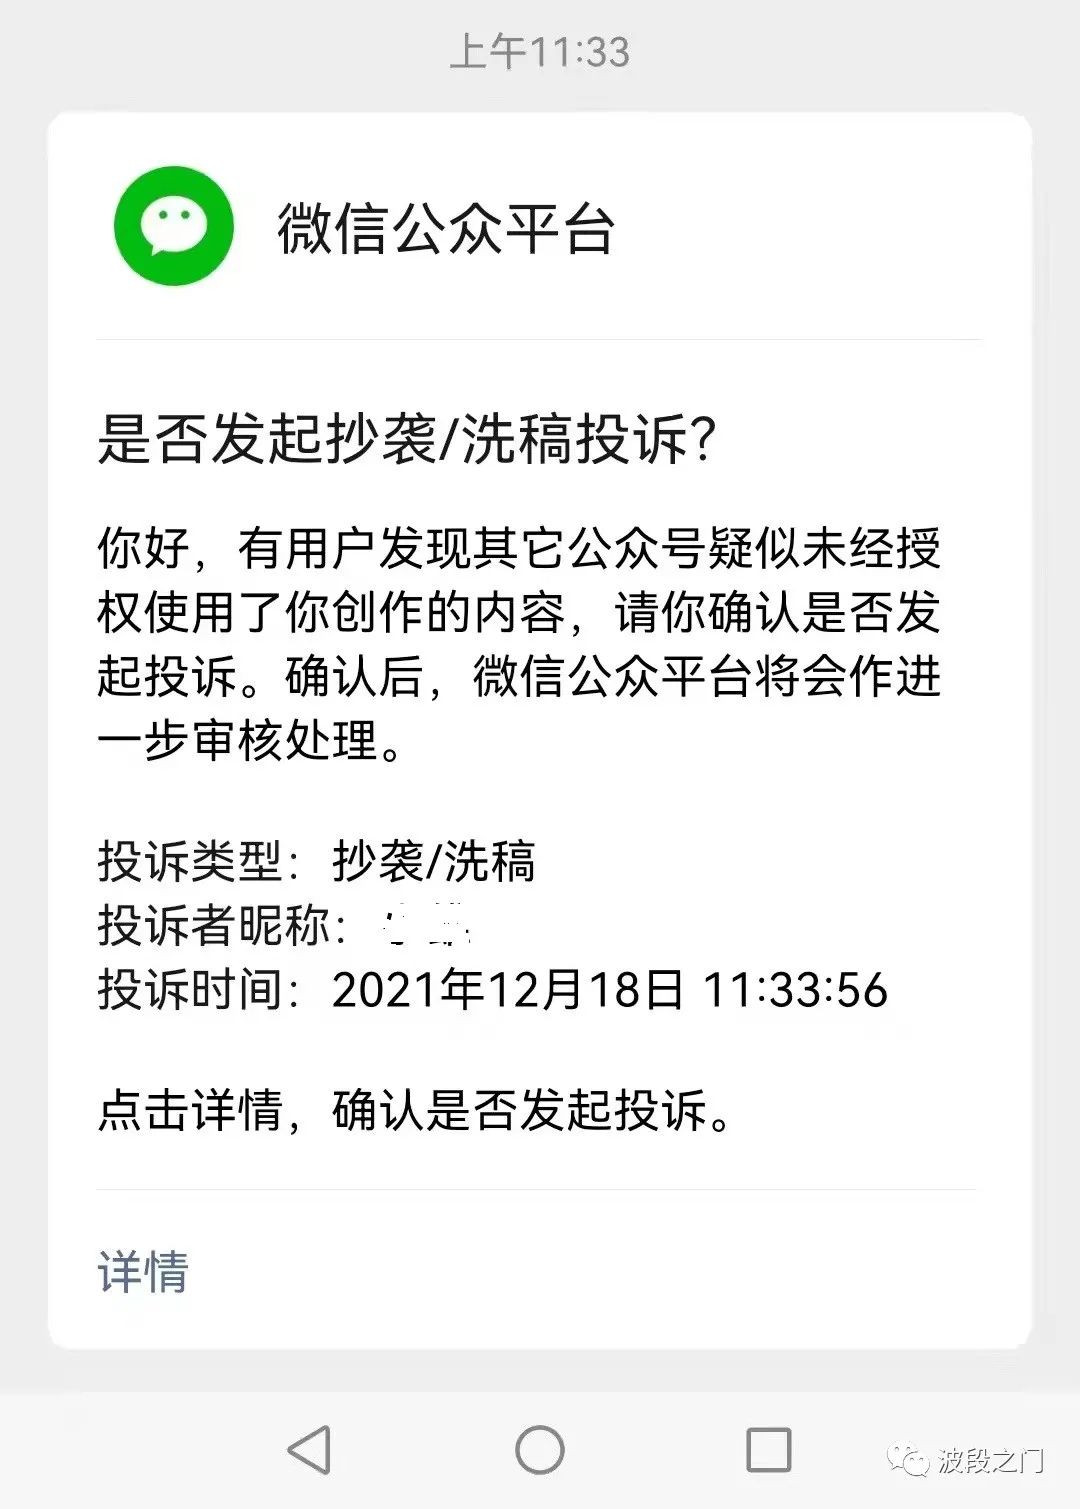 上午11:33
微信公众平台
是否发起抄袭/洗稿投诉？
你好，有用户发现其它公众号疑似未经授
权使用了你创作的内容，请你确认是否发
起投诉。确认后，微信公众平台将会作进
一步审核处理。
投诉类型：抄袭/洗稿
投诉者昵称：
投诉时间：2021年12月18日 11:33:56
点击详情，确认是否发起投诉。
详情
波段之门